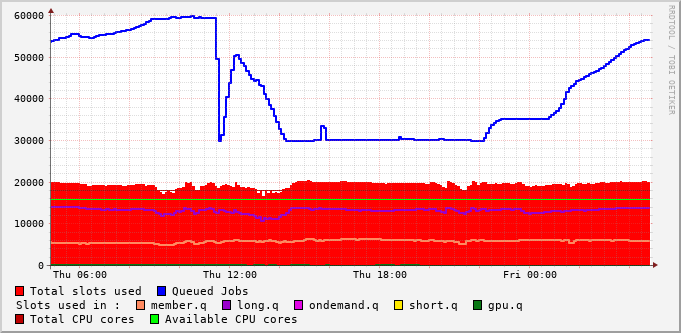 60000
50000
40000
30000
20000
10000
0
Thu 06:00 Thu 12:00 Thu 18:00 Fri 00:00
RRDTOOL / TOBI OETIKER
Total slots used Queued Jobs
Slots used in : member.q long.q ondemand.q short.q gpu.q
Total CPU cores Available CPU cores